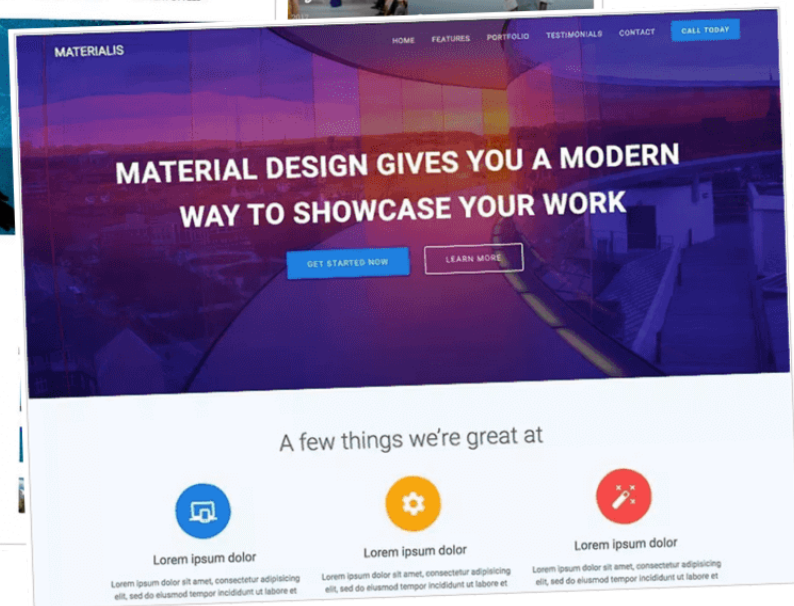 MATERIALIS
HOME FEATURES PORTFOLIO TESTIMONIALS CONTACT CALL TODAY
MATERIAL DESIGN GIVES YOU A MODERN
WAY TO SHOWCASE YOUR WORK
GET STARTED NOW LEARN MORE
A few things we're great at
Lorem ipsum dolor Lorem ipsum dolor Lorem ipsum dolor
Lorem ipsum dolor sit amet, consectetur adipisicing
elit, sed do eiusmod tempor incididunt ut labore et
Lorem ipsum dolor sit amet, consectetur adipisicing
elit, sed do eiusmod tempor incididunt ut labore et
Lorem ipsum dolor sit amet, consectetur adipisicing
elit, sed do eiusmod tempor incididunt ut labore et